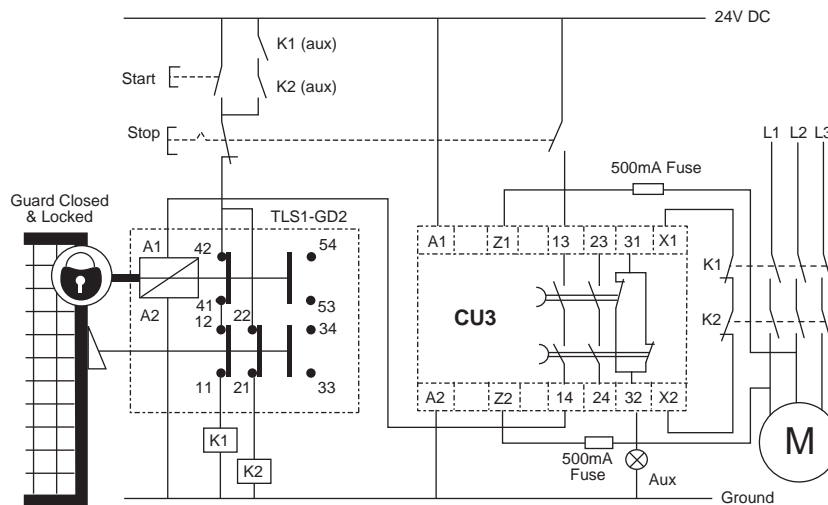 24V DC
K1 (aux)
Start
K2 (aux)
Stop
L1 L2 L3
500mA Fuse
Guard Closed
& Locked
TLS1-GD2
A1 42 54
A1 Z1 13 23 31 X1
K1
A2 41 53
12 22 34
CU3
K2
11 21 33
A2 Z2 14 24 32 X2
K1
M
K2
500mA
Fuse
Aux
Ground